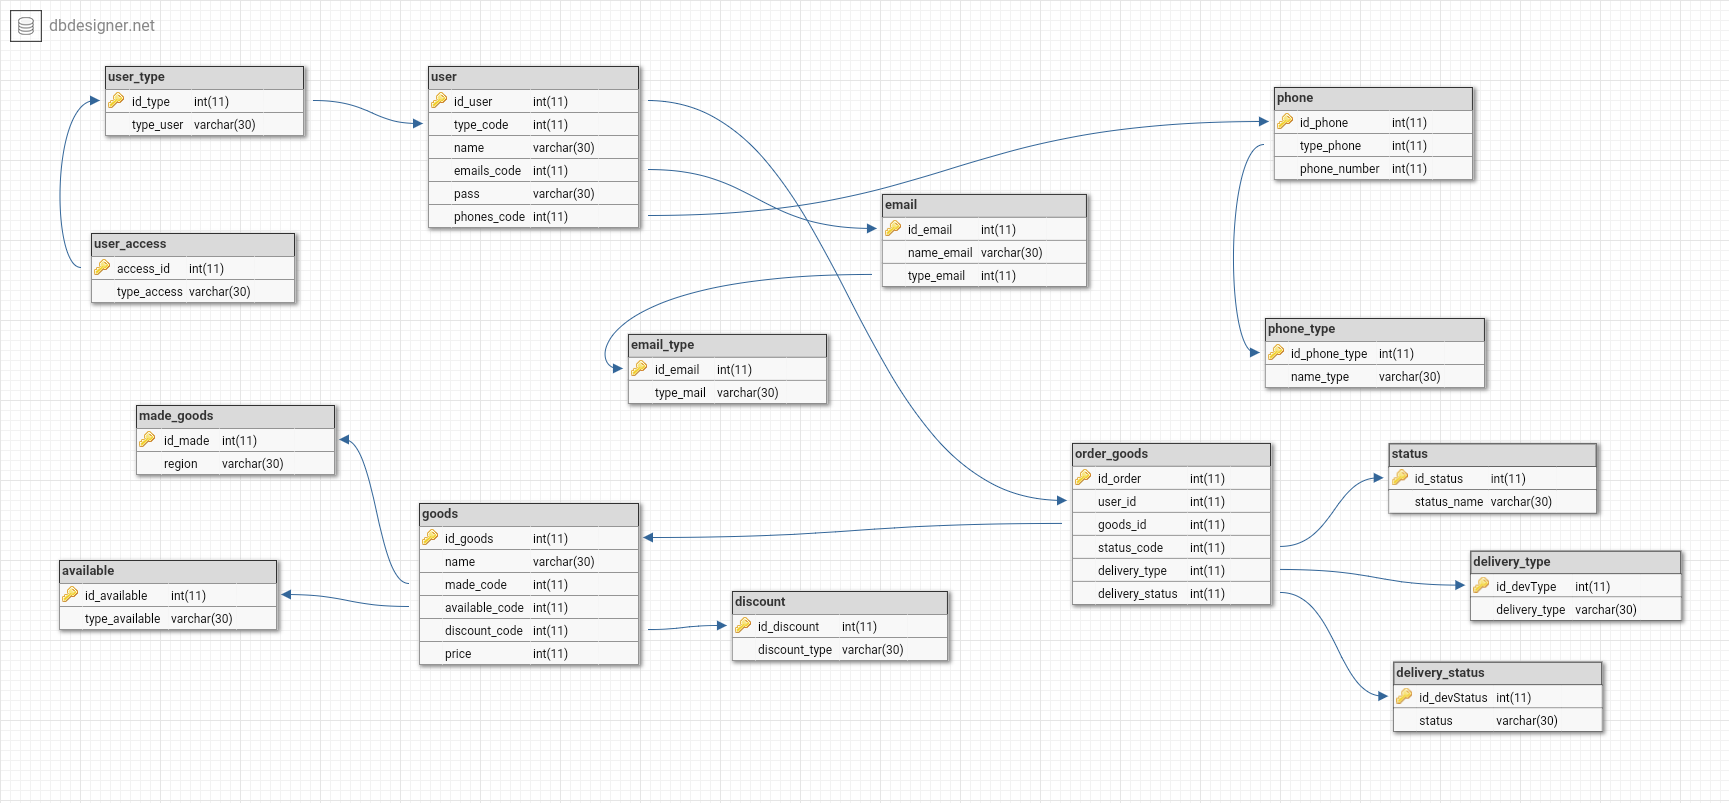 dbdesigner.net
user_type
id_type int(11)
type_user varchar(30)
user
id_user int(11)
type_code int(11)
name varchar(30)
emails_code int(11)
pass varchar(30)
phones_code int(11)
phone
id_phone int(11)
type_phone int(11)
phone_number int(11)
email
id_email int(11)
name_email varchar(30)
type_email int(11)
user_access
access_id int(11)
type_access varchar(30)
email_type
id_email int(11)
type_mail varchar(30)
phone_type
id_phone_type int(11)
name_type varchar(30)
made_goods
id_made int(11)
region varchar(30)
order_goods
id_order int(11)
user_id int(11)
goods_id int(11)
status_code int(11)
delivery_type int(11)
delivery_status int(11)
status
id_status int(11)
status_name varchar(30)
goods
id_goods int(11)
name varchar(30)
made_code int(11)
available_code int(11)
discount_code int(11)
price int(11)
available
id_available int(11)
type_available varchar(30)
discount
id_discount int(11)
discount_type varchar(30)
delivery_type
id_devType int(11)
delivery_type varchar(30)
delivery_status
id_devStatus int(11)
status varchar(30)